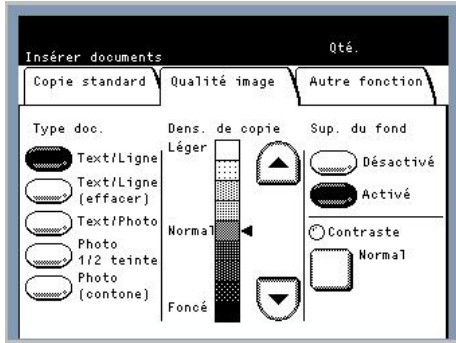 Insérer documents
Qté.
Copie standard
Qualité image
Autre fonction
Type doc.
Text/Ligne
Text/Ligne
(effacer)
Text/Photo
Photo
1/2 teinte
Photo
(contone)
Dens. de copie
Léger
Normal
Foncé
Sup. du fond
Désactivé
Activé
Contraste
Normal